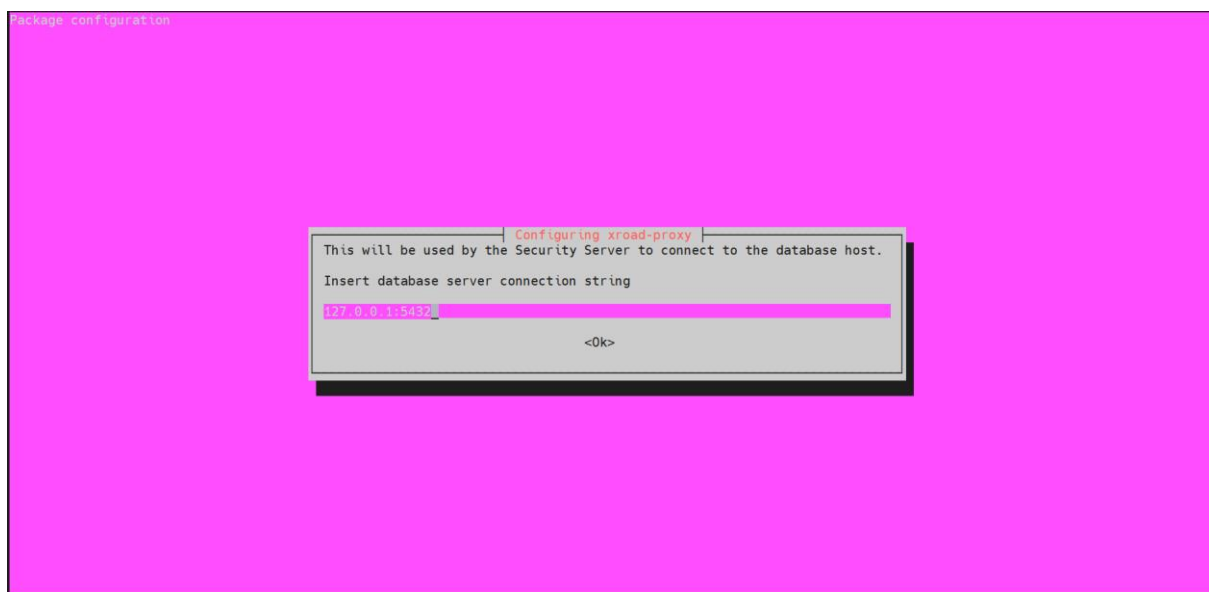 Package configuration
Configuring xroad-proxy
This will be used by the Security Server to connect to the database host.
Insert database server connection string
127.0.0.1:5432_
<Ok>